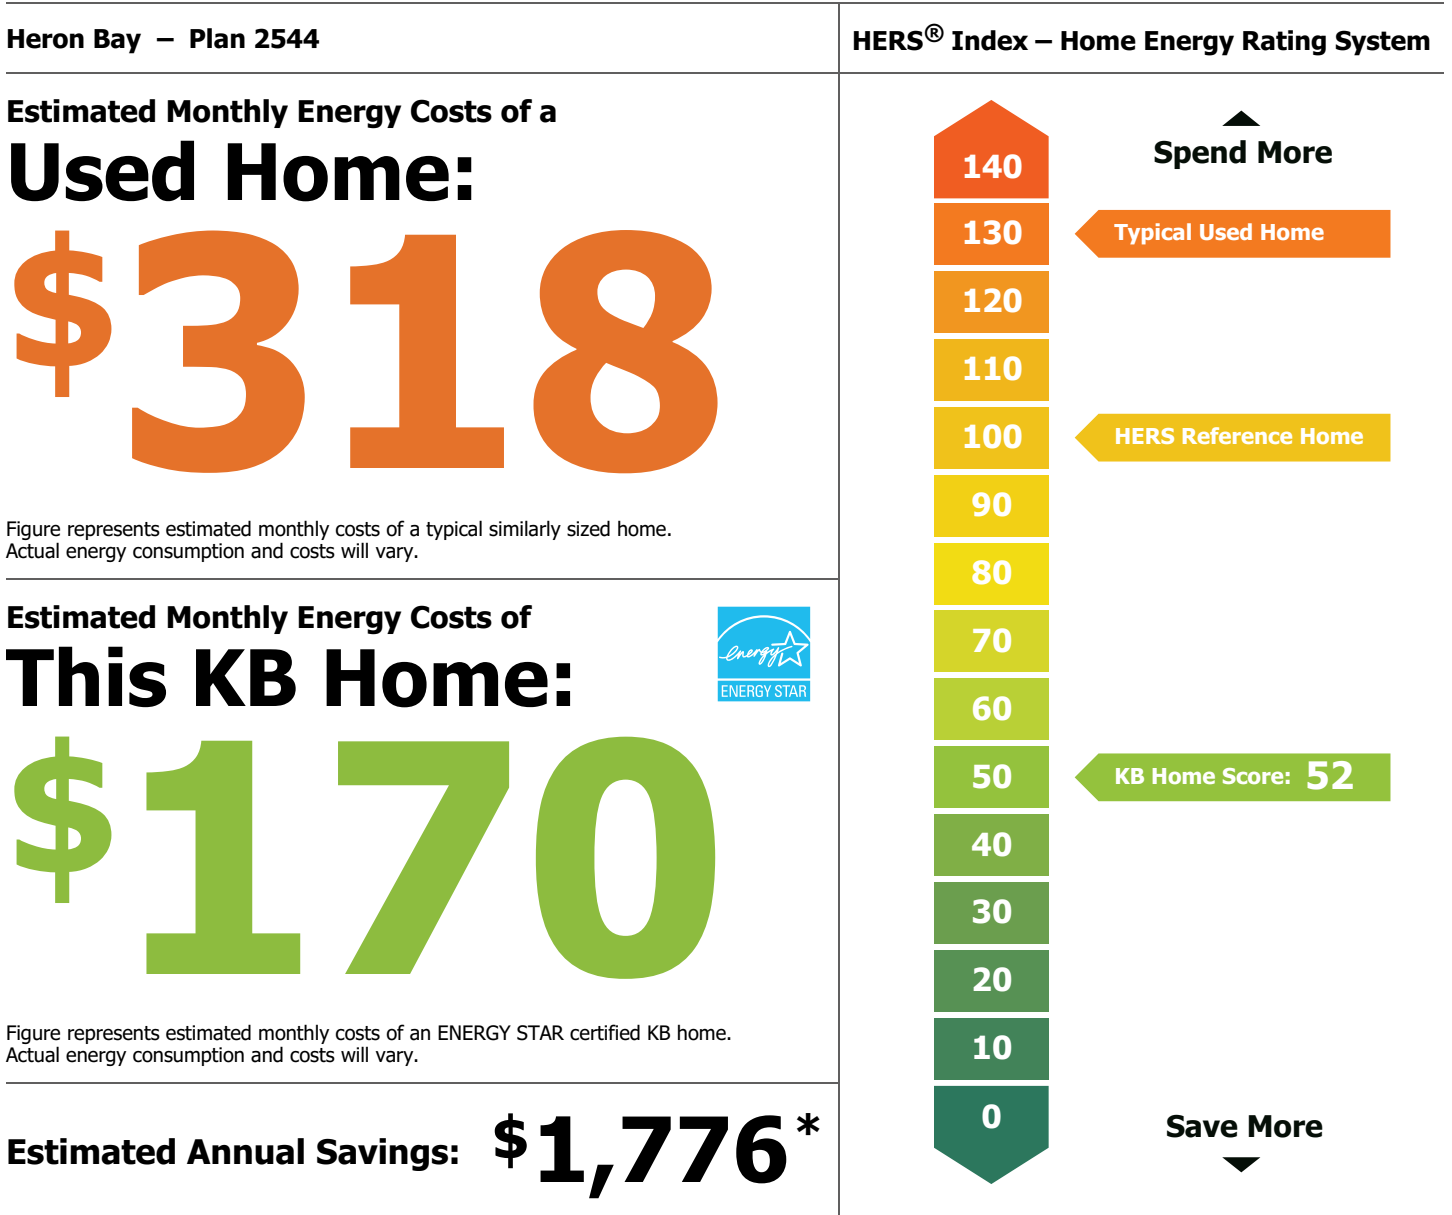 Heron Bay – Plan 2544
Estimated Monthly Energy Costs of a
Used Home:
$318
Figure represents estimated monthly costs of a typical similarly sized home.
Actual energy consumption and costs will vary.
Estimated Monthly Energy Costs of
This KB Home:
energy
ENERGY STAR
$170
Figure represents estimated monthly costs of an ENERGY STAR certified KB home.
Actual energy consumption and costs will vary.
Estimated Annual Savings: $1,776*
HERS® Index – Home Energy Rating System
Spend More
140
130 Typical Used Home
120
110
100 HERS Reference Home
90
80
70
60
50 KB Home Score: 52
40
30
20
10
0
Save More